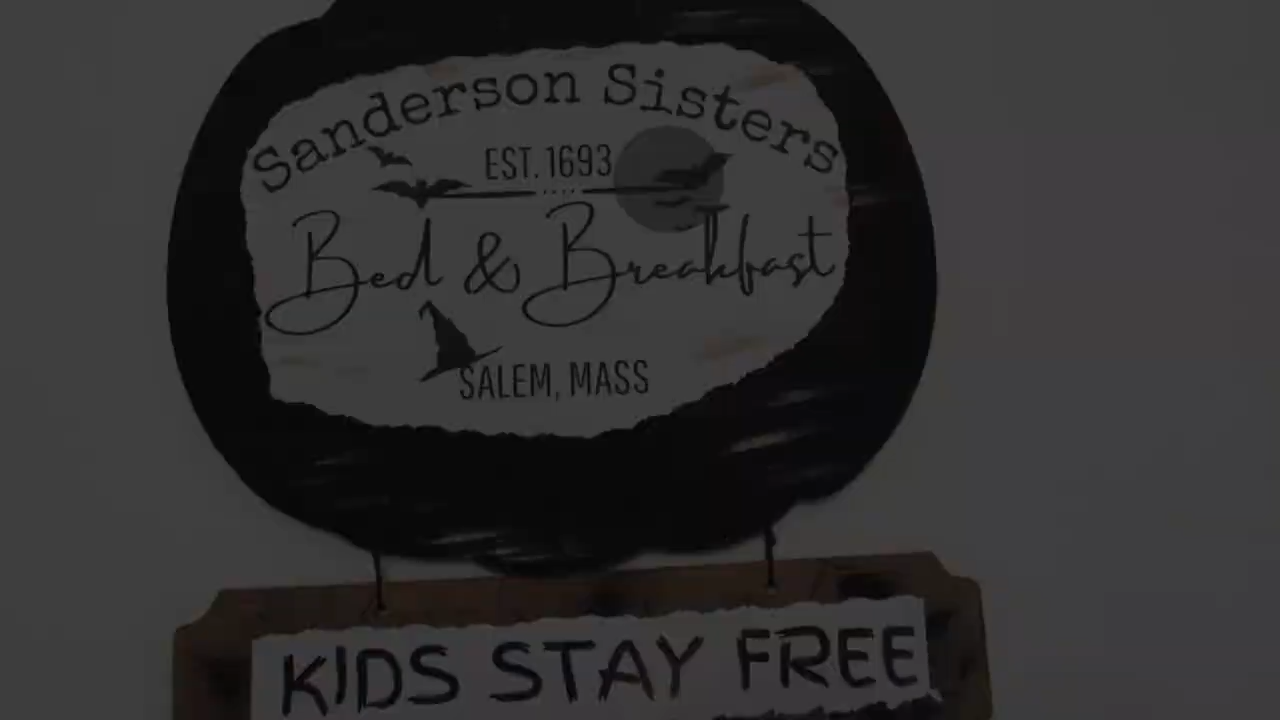 Sanderson Sisters
EST. 1693
Bed & Breakfast
SALEM, MASS
KIDS STAY FREE